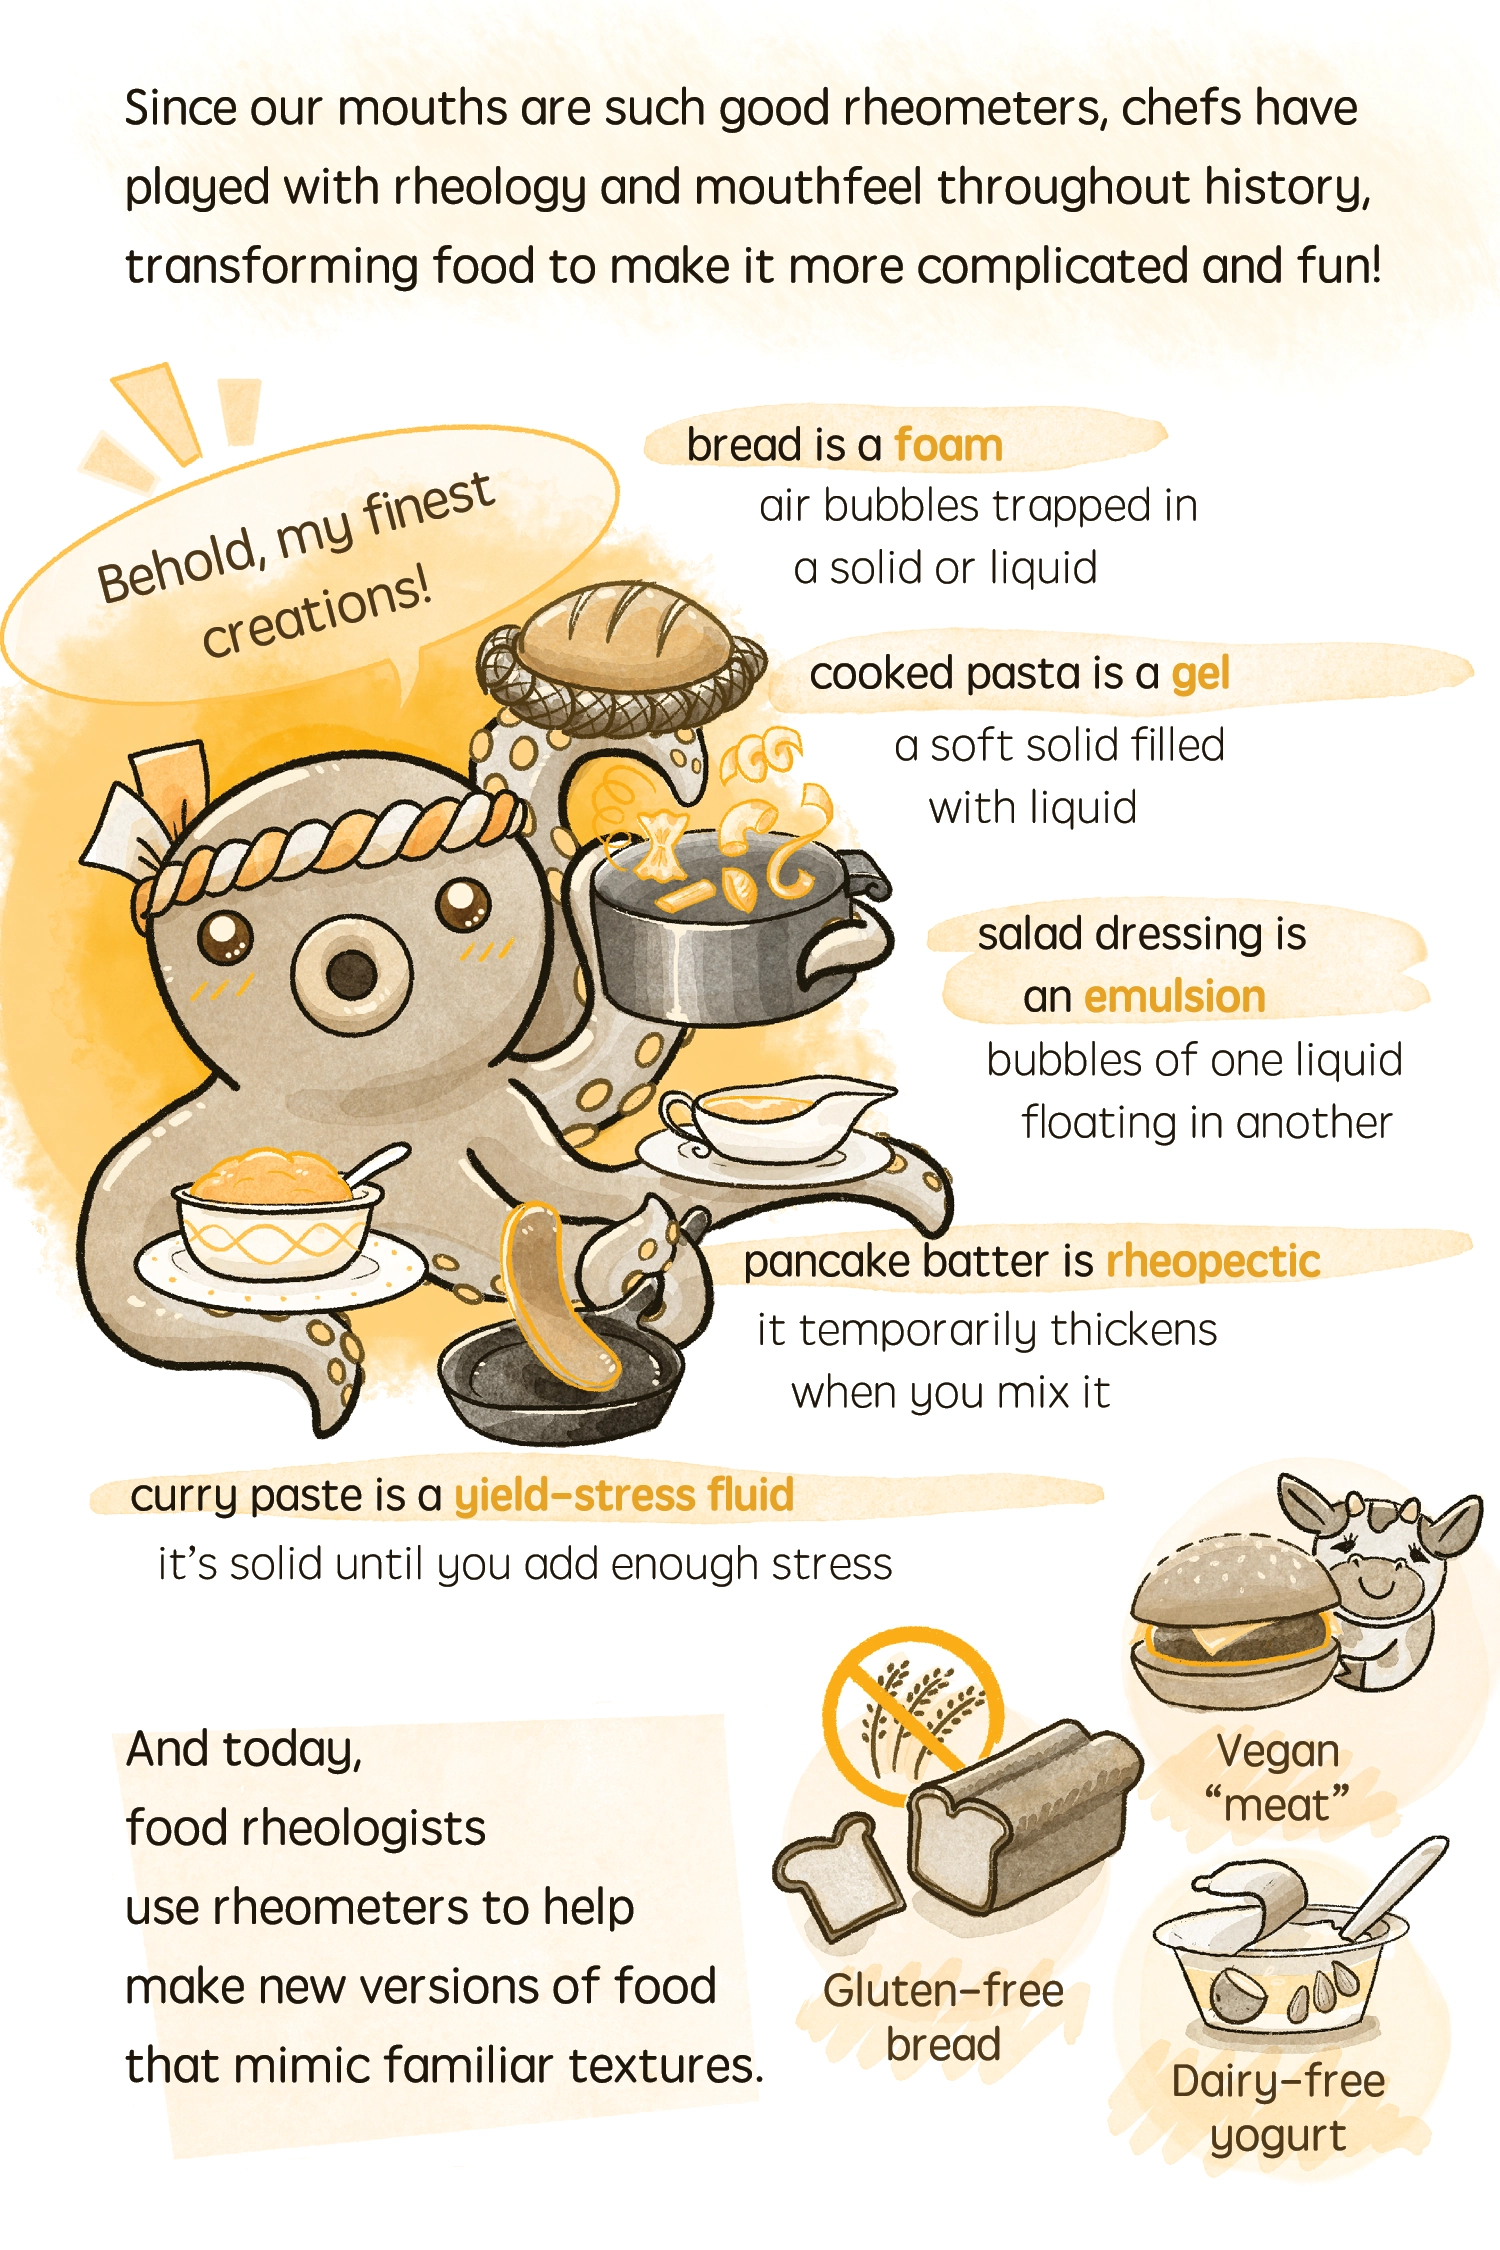 Since our mouths are such good rheometers, chefs have
played with rheology and mouthfeel throughout history,
transforming food to make it more complicated and fun!
Behold, my finest
creations!
bread is a foam
air bubbles trapped in
a solid or liquid
cooked pasta is a gel
a soft solid filled
with liquid
salad dressing is
an emulsion
bubbles of one liquid
floating in another
pancake batter is rheopectic
it temporarily thickens
when you mix it
curry paste is a yield-stress fluid
it's solid until you add enough stress
And today,
food rheologists
use rheometers to help
make new versions of food
that mimic familiar textures.
Vegan
“meat”
Gluten-free
bread
Dairy-free
yogurt